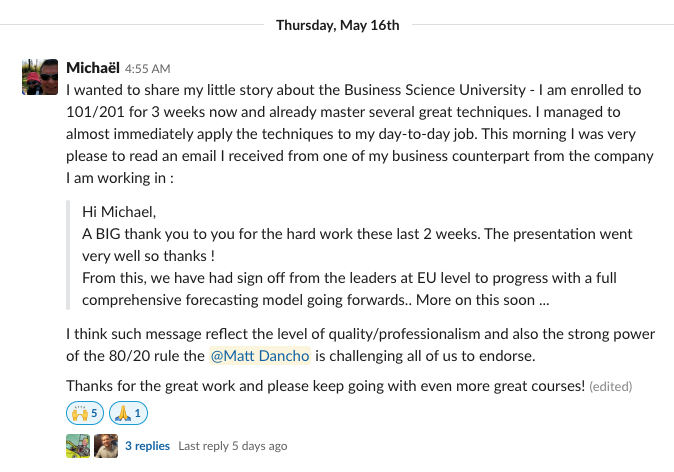 Thursday, May 16th
Michaël 4:55 AM
I wanted to share my little story about the Business Science University - I am enrolled to
101/201 for 3 weeks now and already master several great techniques. I managed to
almost immediately apply the techniques to my day-to-day job. This morning I was very
please to read an email I received from one of my business counterpart from the company
I am working in :
Hi Michael,
A BIG thank you to you for the hard work these last 2 weeks. The presentation went
very well so thanks !
From this, we have had sign off from the leaders at EU level to progress with a full
comprehensive forecasting model going forwards.. More on this soon ...
I think such message reflect the level of quality/professionalism and also the strong power
of the 80/20 rule the @Matt Dancho is challenging all of us to endorse.
Thanks for the great work and please keep going with even more great courses! (edited)
5 1
3 replies Last reply 5 days ago